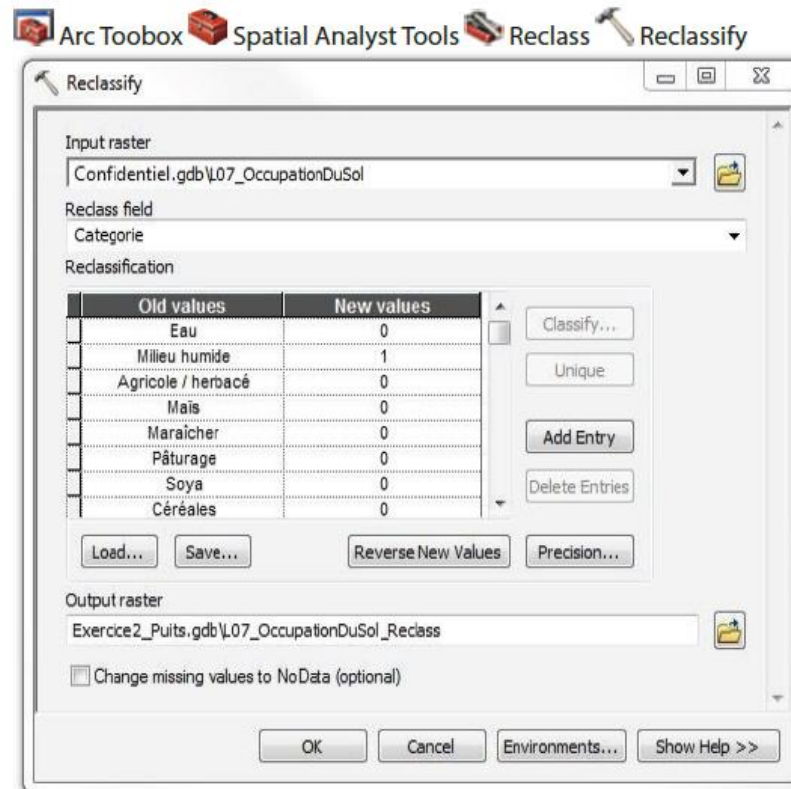 Arc Toobox Spatial Analyst Tools Reclass Reclassify
Reclassify
Input raster
Confidentiel.gdb\L07_OccupationDuSol
Reclass field
Categorie
Reclassification
Old values New values
Eau 0
Milieu humide 1
Agricole / herbacé 0
Maïs 0
Maraîcher 0
Pâturage 0
Soya 0
Céréales 0
Classify...
Unique
Add Entry
Delete Entries
Load... Save... Reverse New Values Precision...
Output raster
Exercice2_Puits.gdb\L07_OccupationDuSol_Reclass
Change missing values to NoData (optional)
OK Cancel Environments... Show Help >>